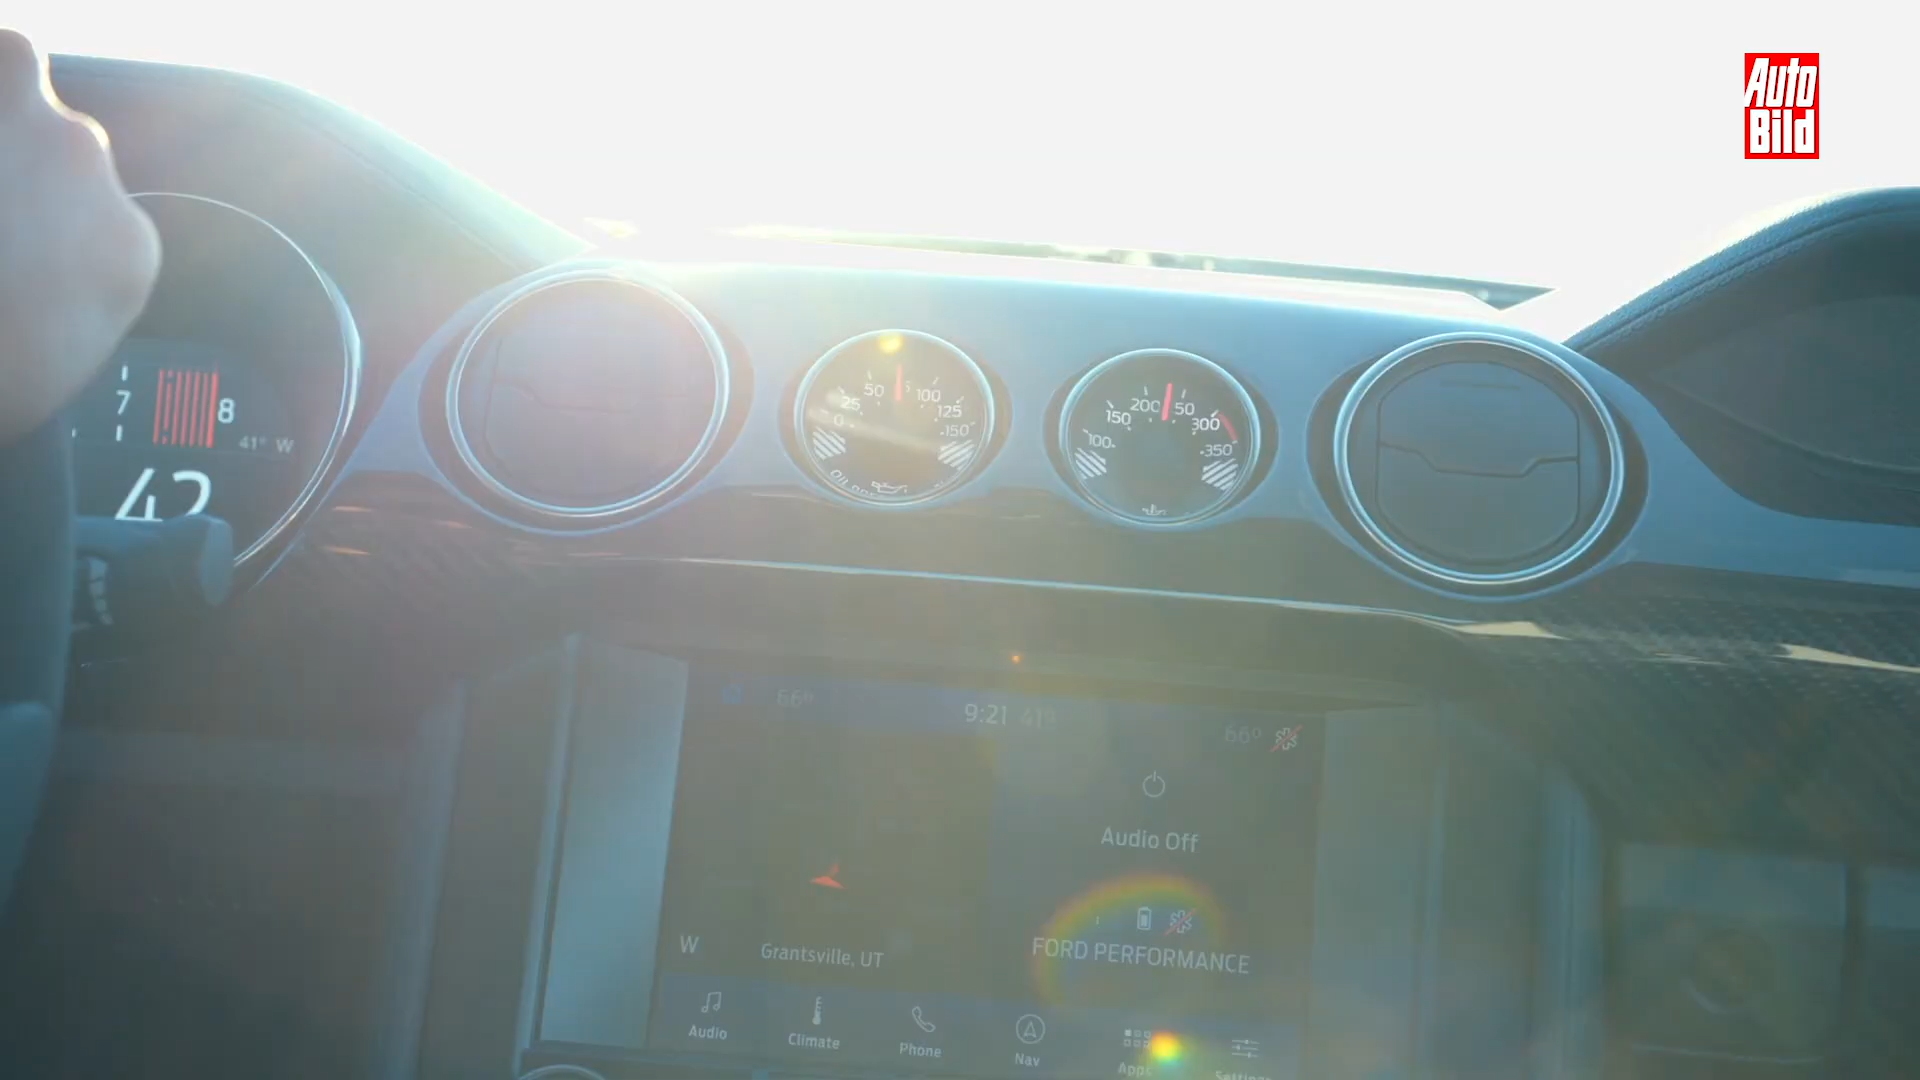 Auto
Bild
7
8
41° W
42
0
25
50
100
125
150
100
150
200
50
300
350
66°
9:21 41°
66°
Audio Off
W
Grantsville, UT
FORD PERFORMANCE
Audio
Climate
Phone
Nav
Apps